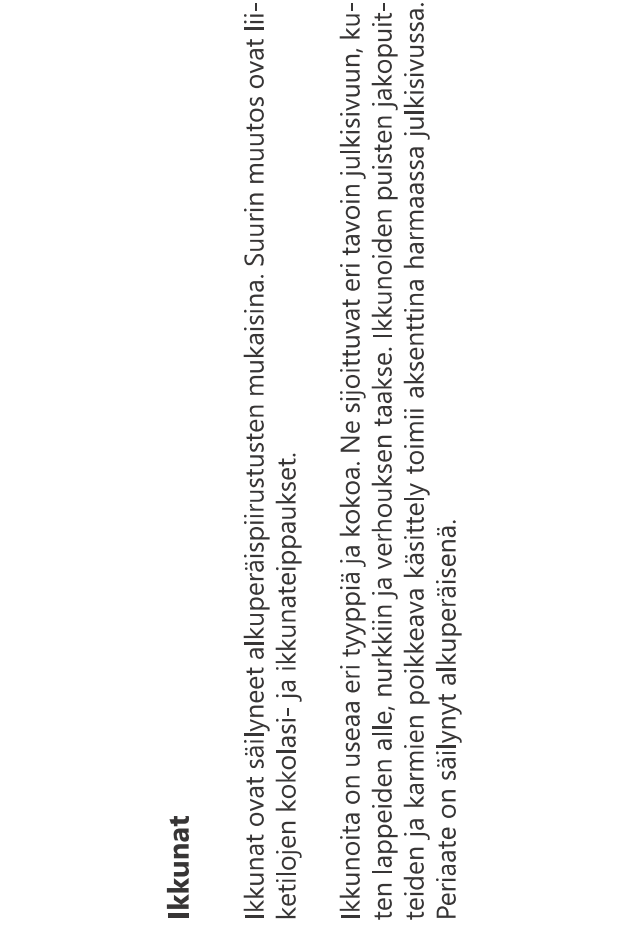 Ikkunat
Ikkunat ovat säilyneet alkuperäispiirustusten mukaisina. Suurin muutos ovat lii-
ketilojen kokolasi- ja ikkunateippaukset.
Ikkunoita on useaa eri tyyppiä ja kokoa. Ne sijoittuvat eri tavoin julkisivuun, ku-
ten lappeiden alle, nurkkiin ja verhouksen taakse. Ikkunoiden puisten jakopuit-
teiden ja karmien poikkeava käsittely toimii aksenttina harmaassa julkisivussa.
Periaate on säilynyt alkuperäisenä.